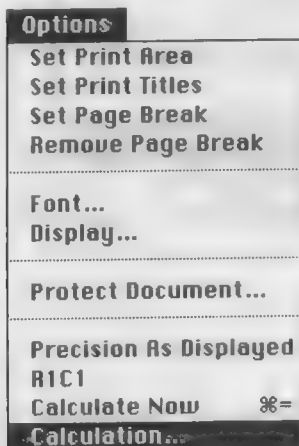 Options
Set Print Area
Set Print Titles
Set Page Break
Remove Page Break
Font...
Display...
Protect Document...
Precision As Displayed
R1C1
Calculate Now ⌘=
Calculation...